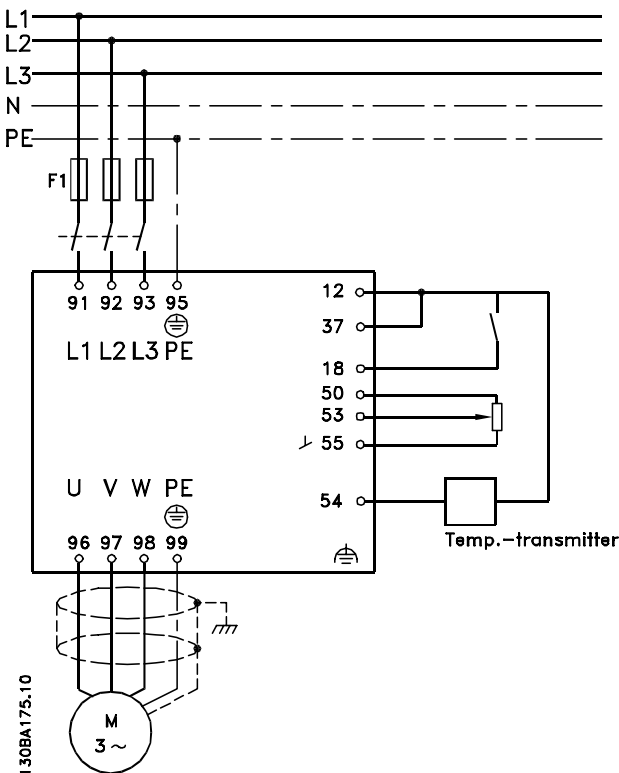 L1
L2
L3
N
PE
F1
91 92 93 95
L1 L2 L3 PE
12
37
18
50
53
55
54
U V W PE
96 97 98 99
Temp.-transmitter
M
3~
130BA175.10